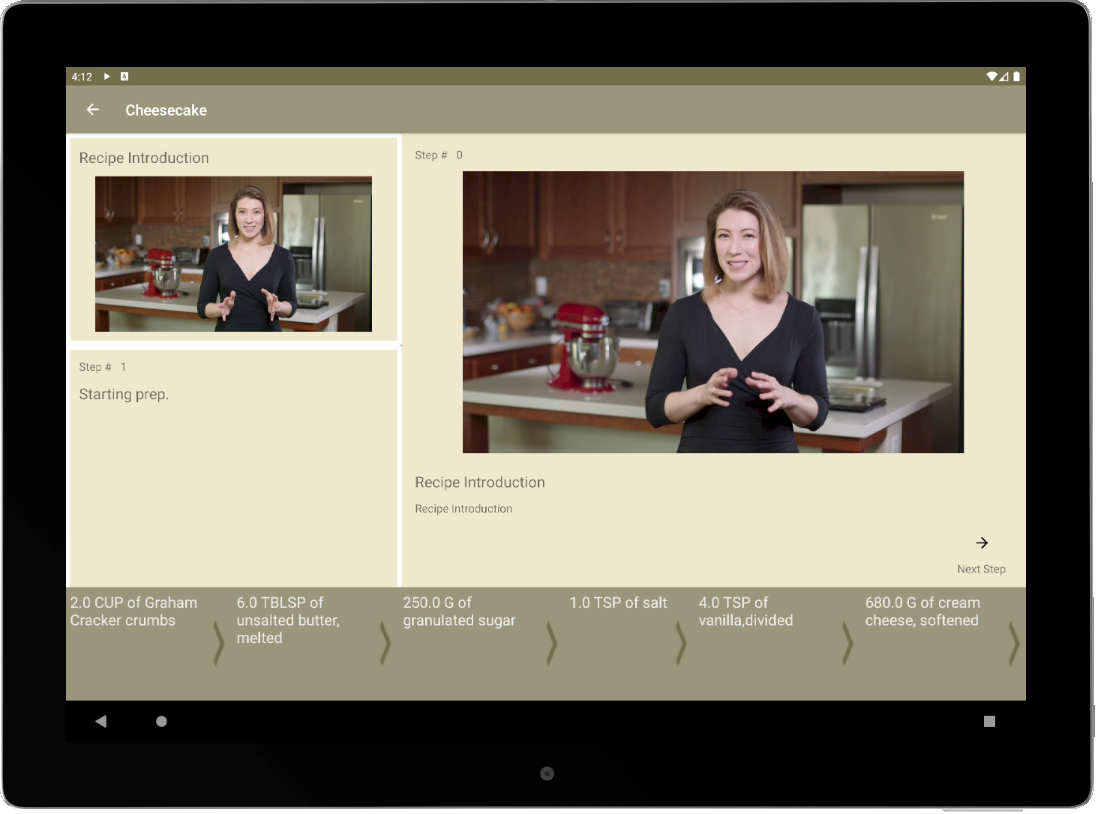 4:12
Cheesecake
Recipe Introduction
Step # 1
Starting prep.
Step # 0
Recipe Introduction
Recipe Introduction
Next Step
2.0 CUP of Graham
Cracker crumbs
6.0 TBLSP of
unsalted butter,
melted
250.0 G of
granulated sugar
1.0 TSP of salt
4.0 TSP of
vanilla,divided
680.0 G of cream
cheese, softened